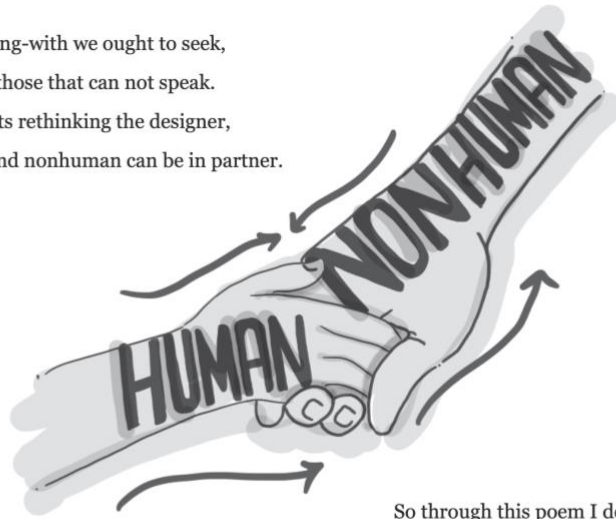 ng-with we ought to seek,
those that can not speak.
ts rethinking the designer,
nd nonhuman can be in partner.
NONHUMAN
HUMAN
So through this poem I d